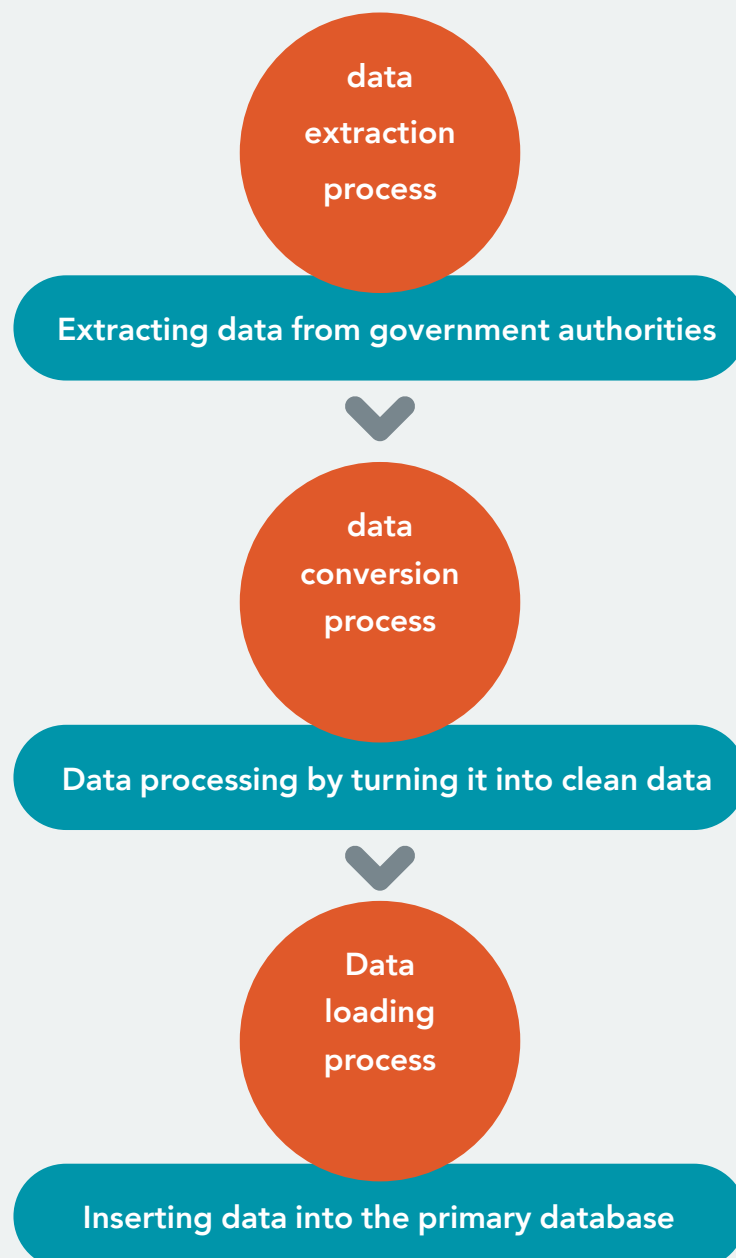 data
extraction
process
Extracting data from government authorities
data
conversion
process
Data processing by turning it into clean data
Data
loading
process
Inserting data into the primary database